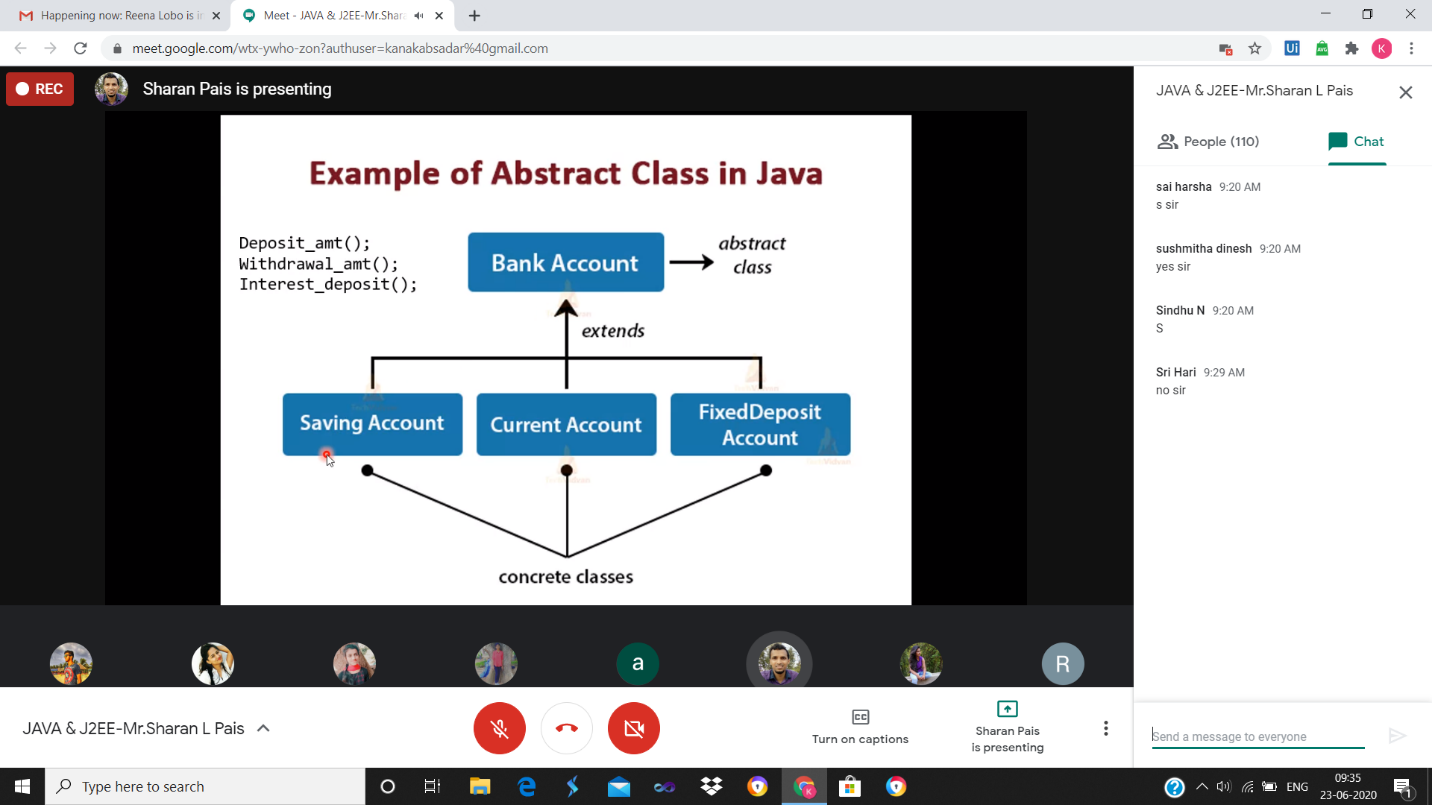 Happening now: Reena Lobo is in
Meet - JAVA & J2EE-Mr.Shara
meet.google.com/wtx-ywho-zon?authuser=kanakabsadar%40gmail.com
Ui
AVG
K
REC
Sharan Pais is presenting
JAVA & J2EE-Mr.Sharan L Pais
People (110)
Chat
Example of Abstract Class in Java
Deposit_amt();
Withdrawal_amt();
Interest_deposit();
Bank Account
abstract
class
extends
Saving Account
Current Account
FixedDeposit
Account
concrete classes
sai harsha 9:20 AM
s sir
sushmitha dinesh 9:20 AM
yes sir
Sindhu N 9:20 AM
S
Sri Hari 9:29 AM
no sir
a
R
JAVA & J2EE-Mr.Sharan L Pais
Turn on captions
Sharan Pais
is presenting
Send a message to everyone
Type here to search
ENG
09:35
23-06-2020
1